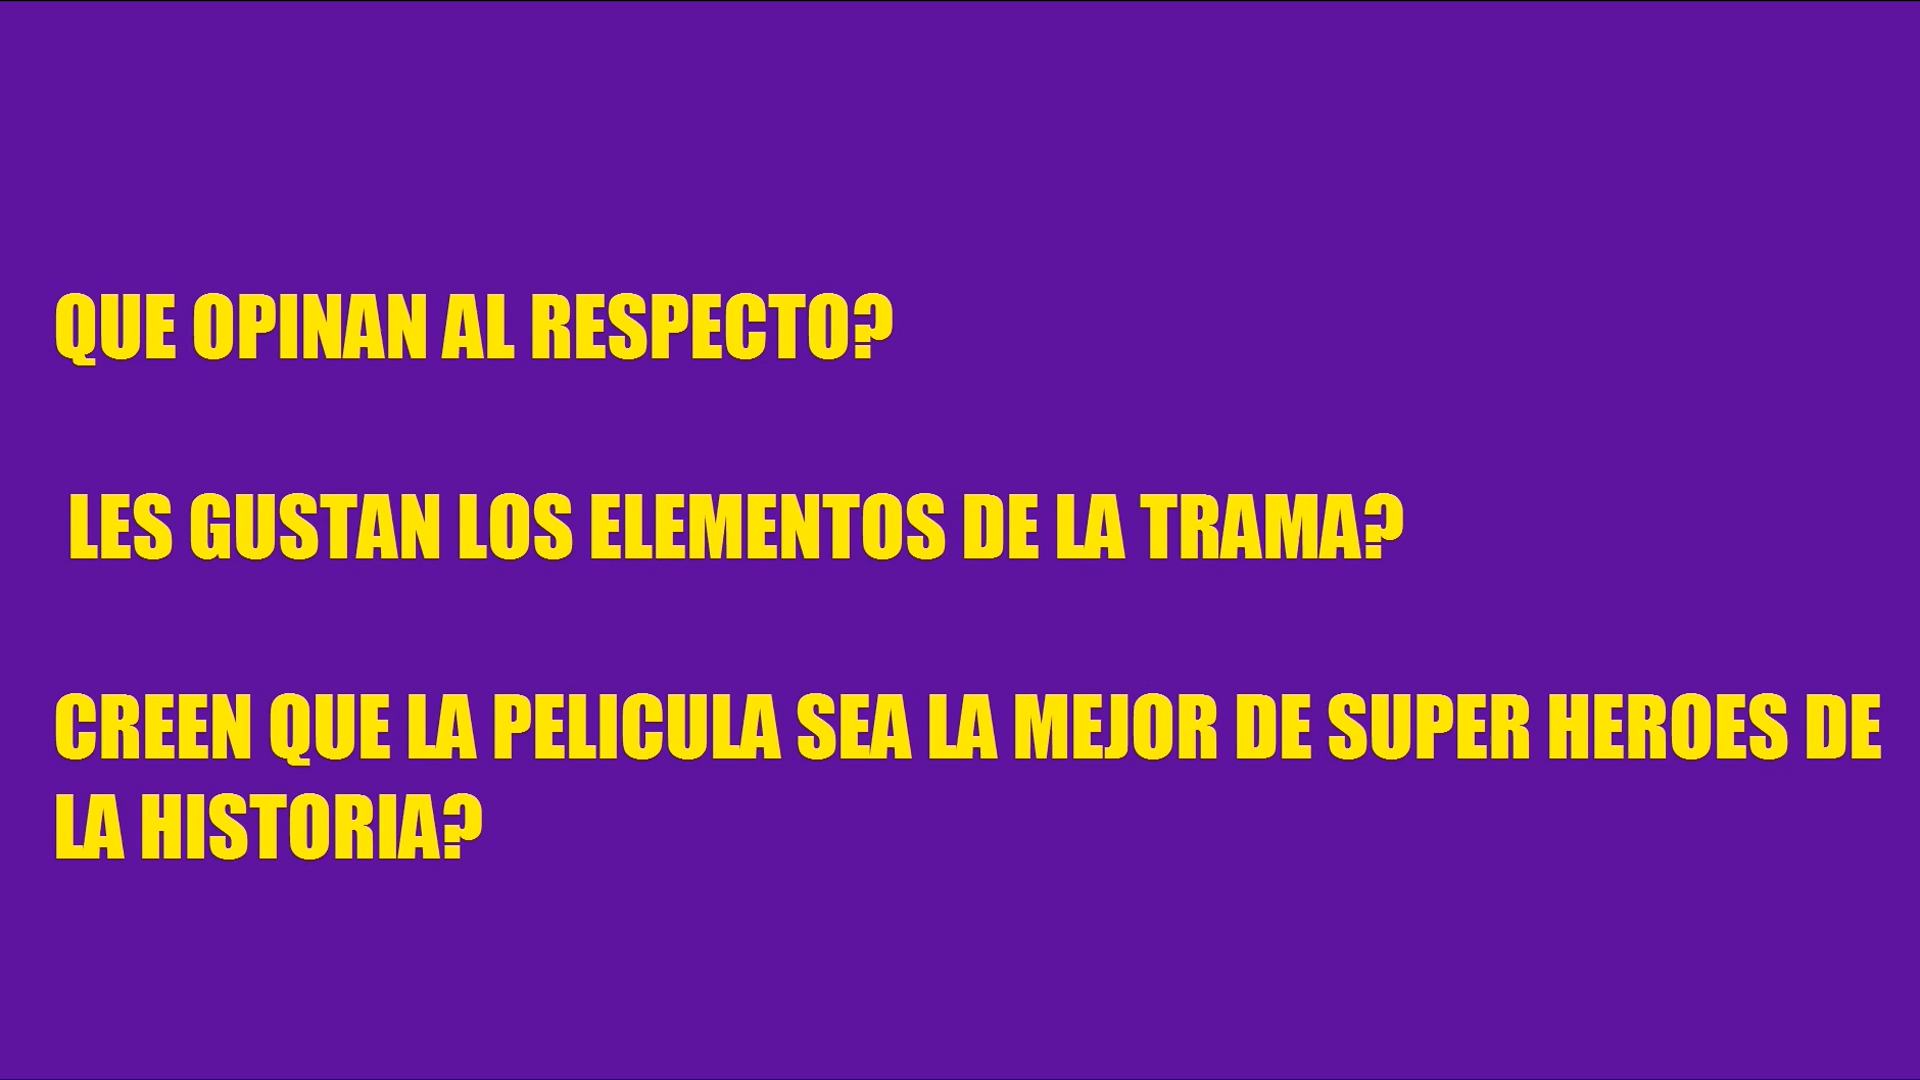 QUE OPINAN AL RESPECTO?
LES GUSTAN LOS ELEMENTOS DE LA TRAMA?
CREEN QUE LA PELICULA SEA LA MEJOR DE SUPER HEROES DE
LA HISTORIA?